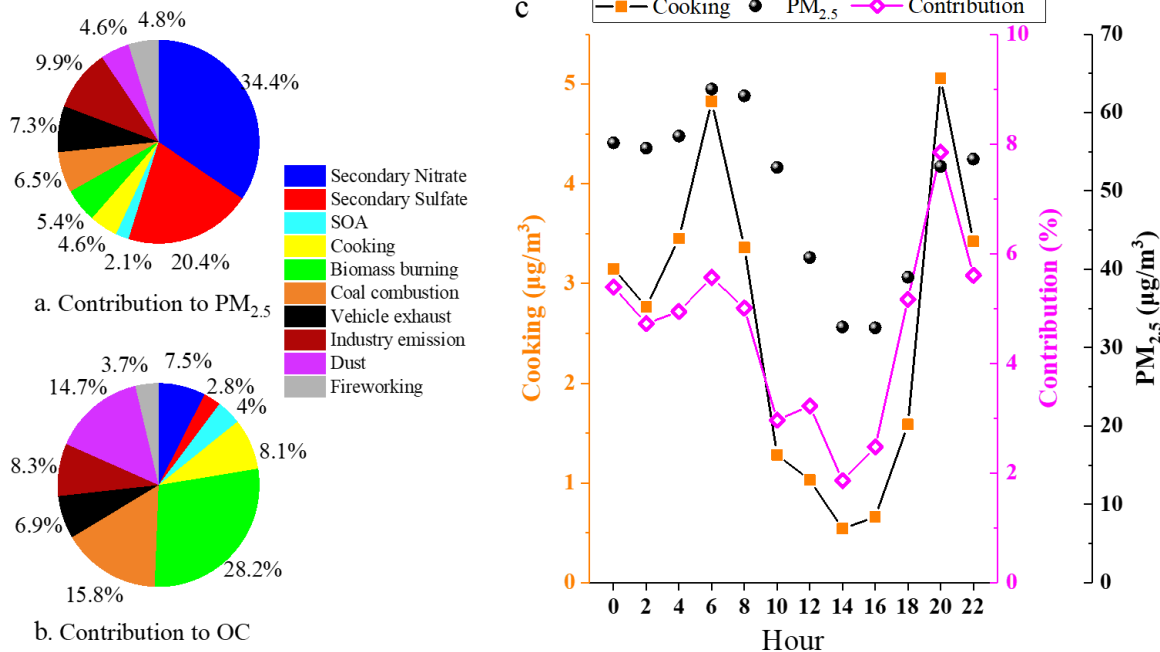 4.6%
4.8%
9.9%
34.4%
7.3%
6.5%
5.4%
4.6%
2.1%
20.4%
a. Contribution to PM2.5
Secondary Nitrate
Secondary Sulfate
SOA
Cooking
Biomass burning
Coal combustion
Vehicle exhaust
Industry emission
Dust
Fireworking
3.7%
7.5%
14.7%
2.8%
4%
8.1%
8.3%
6.9%
28.2%
15.8%
b. Contribution to OC
c
Cooking PM2.5 Contribution
Cooking (μg/m³)
5
4
3
2
1
0
Contribution (%)
10
8
6
4
2
0
PM2.5 (μg/m³)
70
60
50
40
30
20
10
0
0 2 4 6 8 10 12 14 16 18 20 22
Hour